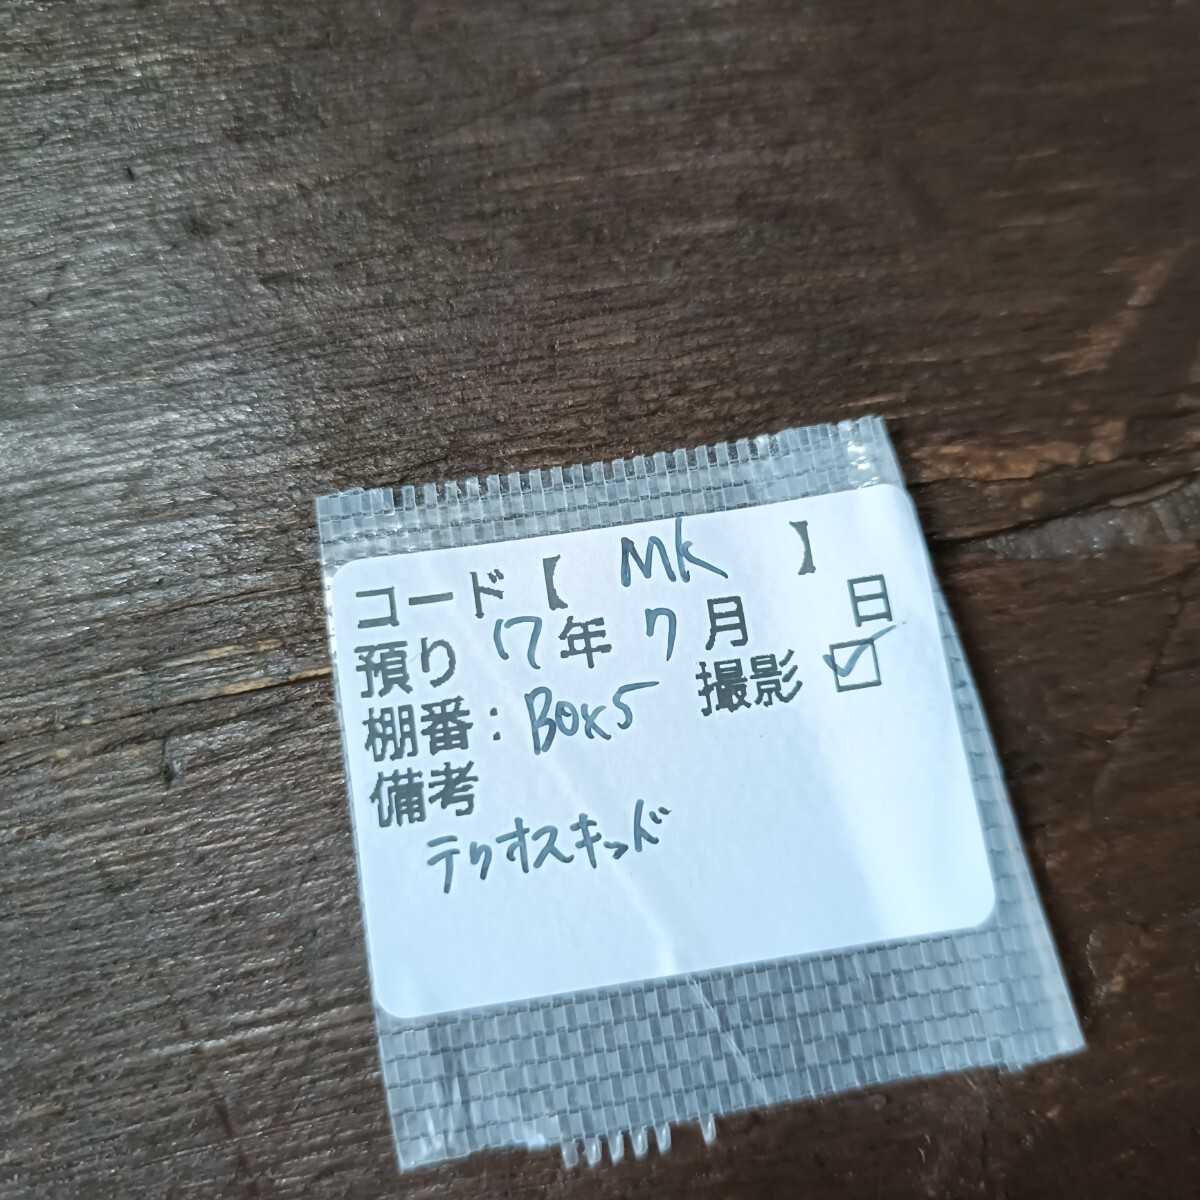 コード【 MK 】
預り 17年 7月 日
棚番:BOX5 撮影 ☑
備考
テリオスキッド